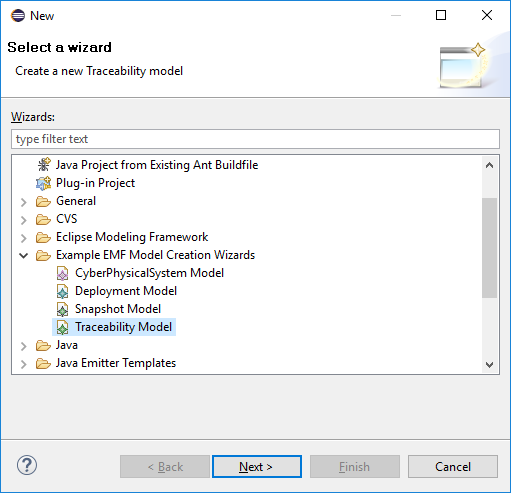 New
Select a wizard
Create a new Traceability model
Wizards:
type filter text
Java Project from Existing Ant Buildfile
Plug-in Project
General
CVS
Eclipse Modeling Framework
Example EMF Model Creation Wizards
CyberPhysicalSystem Model
Deployment Model
Snapshot Model
Traceability Model
Java
Java Emitter Templates
?
< Back
Next >
Finish
Cancel